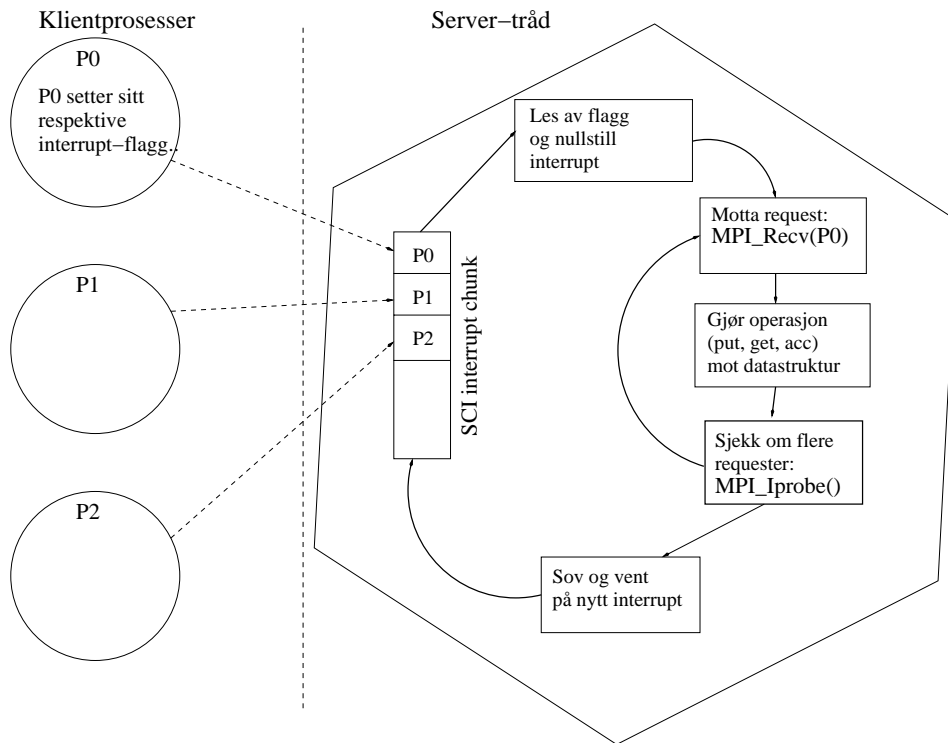 Klientprosesser
Server−tråd
P0
P0 setter sitt
respektive
interrupt−flagg..
P1
P2
P0
P1
P2
SCI interrupt chunk
Les av flagg
og nullstill
interrupt
Motta request:
MPI_Recv(P0)
Gjør operasjon
(put, get, acc)
mot datastruktur
Sjekk om flere
requester:
MPI_Iprobe()
Sov og vent
på nytt interrupt